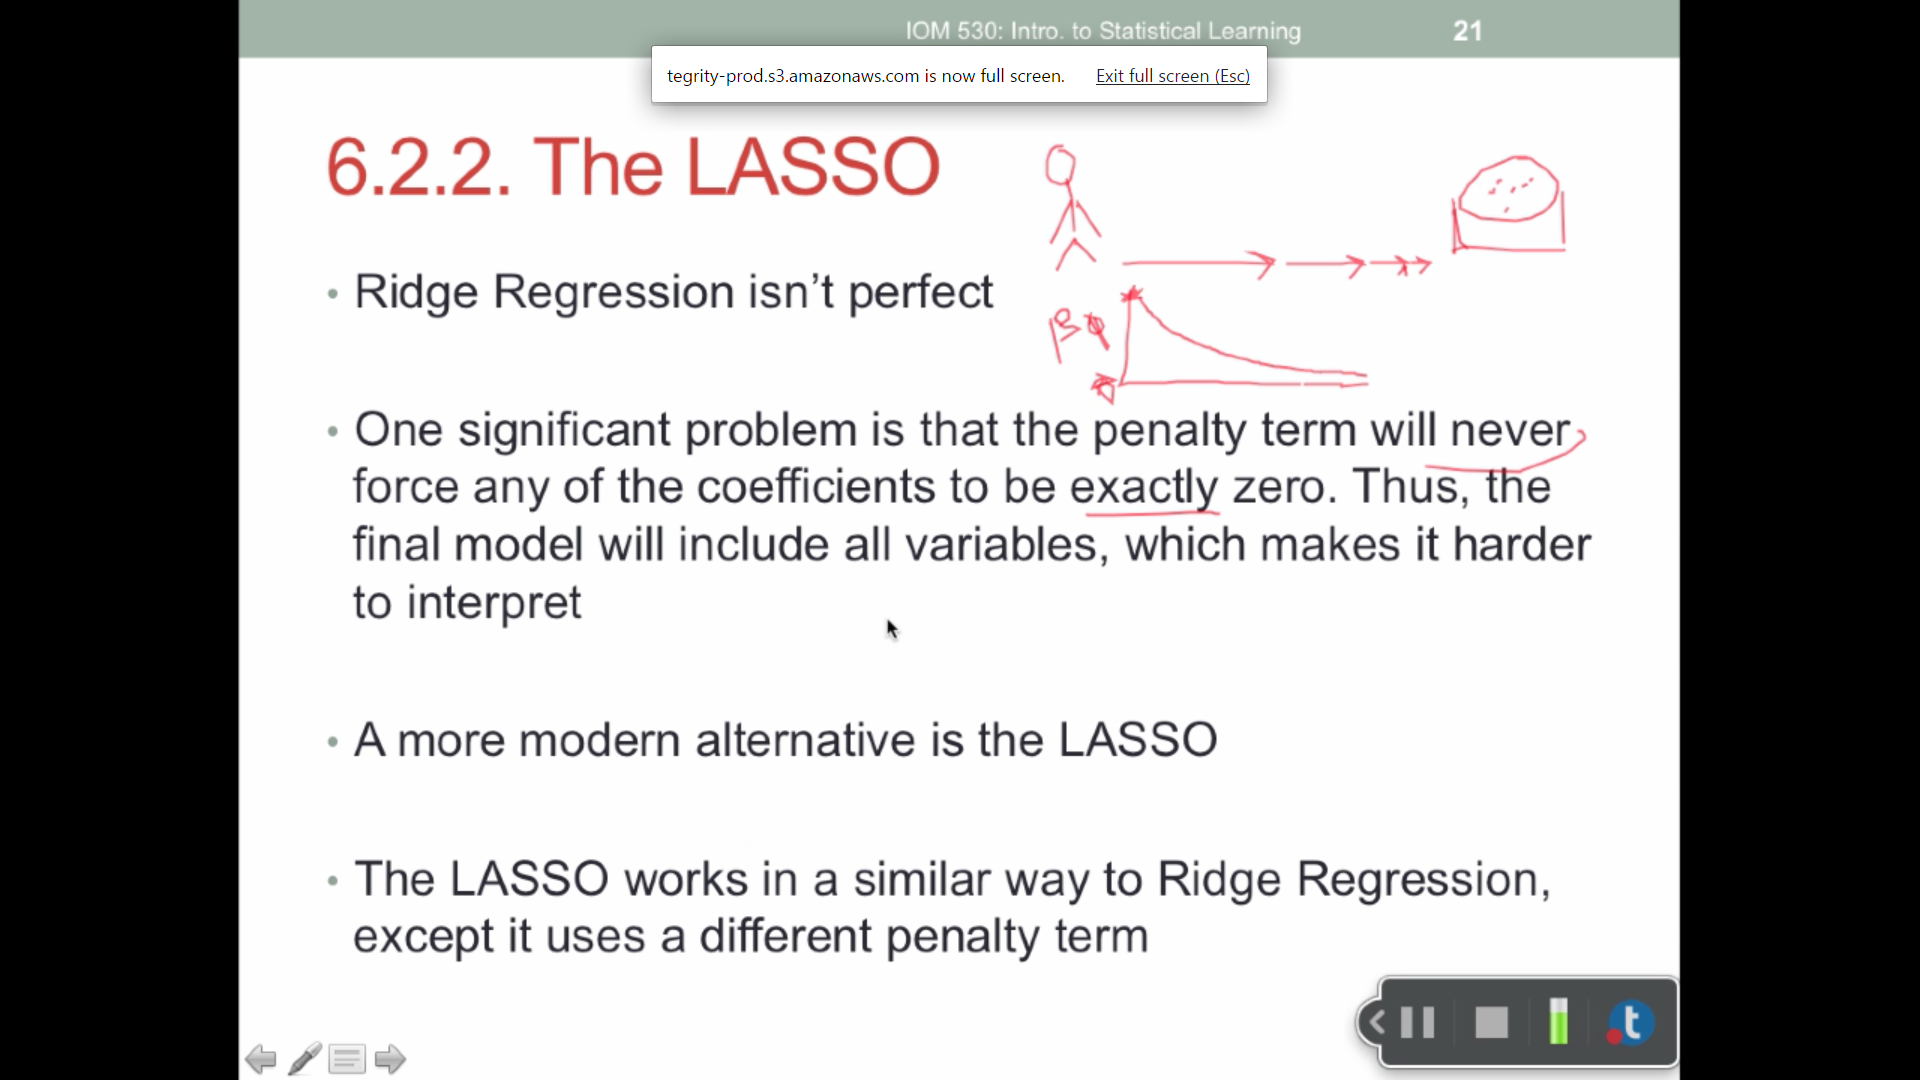 IOM 530: Intro. to Statistical Learning 21
tegrity-prod.s3.amazonaws.com is now full screen. Exit full screen (Esc)
6.2.2. The LASSO
• Ridge Regression isn’t perfect
β
• One significant problem is that the penalty term will never
force any of the coefficients to be exactly zero. Thus, the
final model will include all variables, which makes it harder
to interpret
• A more modern alternative is the LASSO
• The LASSO works in a similar way to Ridge Regression,
except it uses a different penalty term
t